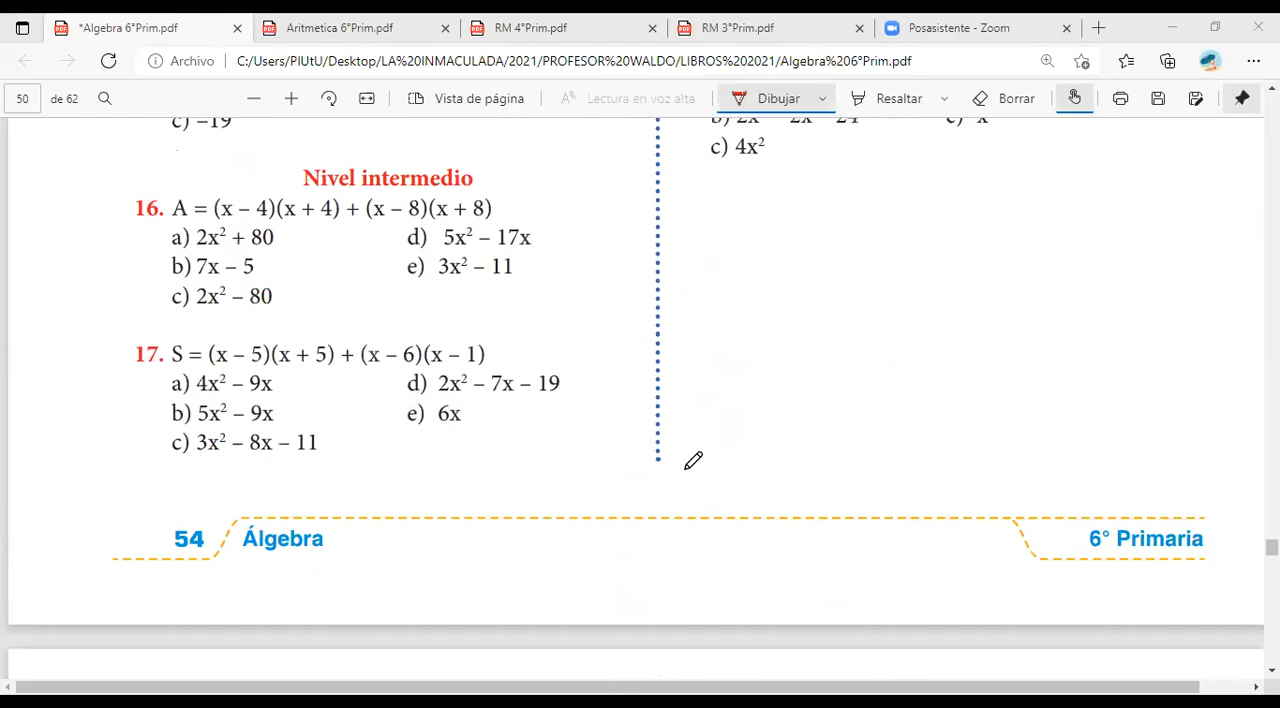 *Algebra 6°Prim.pdf
Aritmetica 6°Prim.pdf
RM 4°Prim.pdf
RM 3°Prim.pdf
Posasistente - Zoom
Archivo
C:/Users/PIUtU/Desktop/LA%20INMACULADA/2021/PROFESOR%20WALDO/LIBROS%202021/Algebra%206°Prim.pdf
50 de 62
Vista de página
Lectura en voz alta
Dibujar
Resaltar
Borrar
c) –19
Nivel intermedio
16. A = (x – 4)(x + 4) + (x – 8)(x + 8)
a) 2x² + 80 d) 5x² – 17x
b) 7x – 5 e) 3x² – 11
c) 2x² – 80
17. S = (x – 5)(x + 5) + (x – 6)(x – 1)
a) 4x² – 9x d) 2x² – 7x – 19
b) 5x² – 9x e) 6x
c) 3x² – 8x – 11
c) 4x²
54 Álgebra
6° Primaria